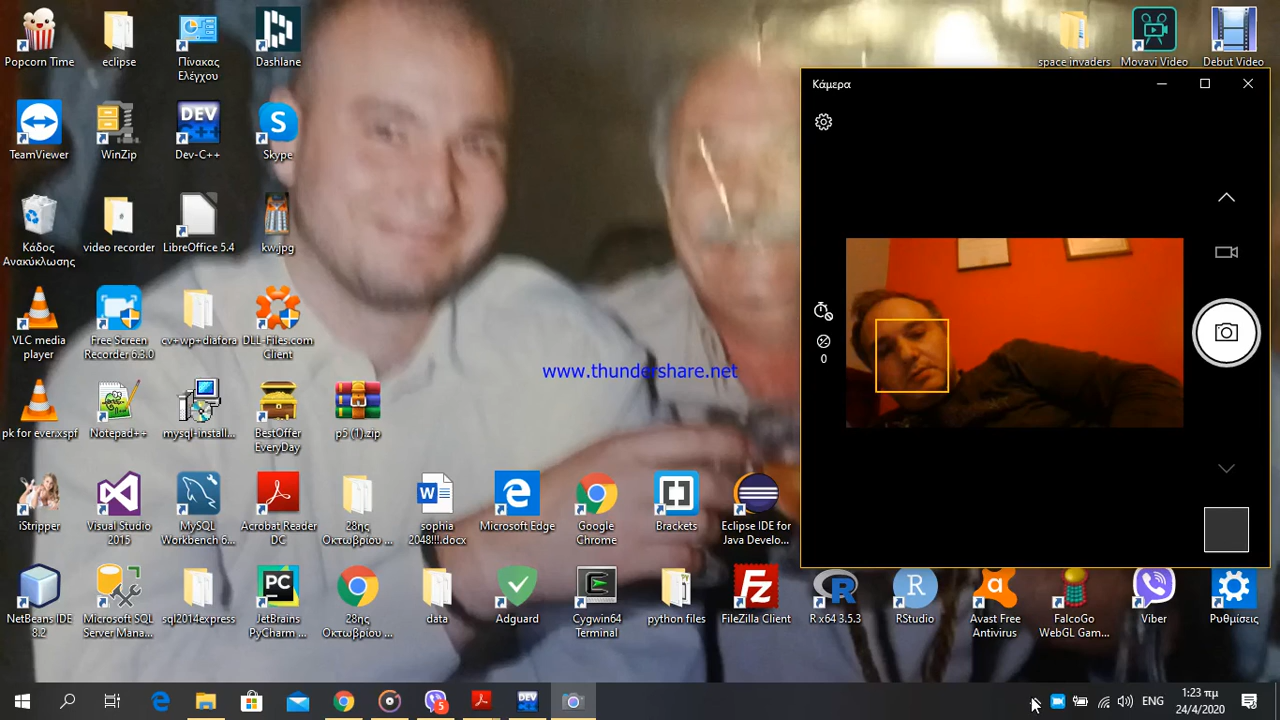 Popcorn Time
eclipse
Πίνακας
Ελέγχου
Dashlane
space invaders
Movavi Video
Debut Video
Κάμερα
TeamViewer
WinZip
DEV
C++
Dev-C++
Skype
Κάδος
Ανακύκλωσης
video recorder
LibreOffice 5.4
kw.jpg
VLC media
player
Free Screen
Recorder 6.3.0
cv+wp+diafora
DLL-Files.com
Client
0
www.thundershare.net
pk for ever.xspf
Notepad++
mysql-install...
BestOffer
EveryDay
p5 (1).zip
iStripper
Visual Studio
2015
MySQL
Workbench 6...
Acrobat Reader
DC
28ης
Οκτωβρίου ...
sophia
2048!!!.docx
Microsoft Edge
Google
Chrome
Brackets
Eclipse IDE for
Java Develo...
NetBeans IDE
8.2
Microsoft SQL
Server Mana...
sql2014express
PC
JetBrains
PyCharm ...
28ης
Οκτωβρίου ...
data
Adguard
Cygwin64
Terminal
python files
FileZilla Client
R x64 3.5.3
RStudio
Avast Free
Antivirus
FalcoGo
WebGL Gam...
Viber
Ρυθμίσεις
5
DEV
ENG
1:23 πμ
24/4/2020